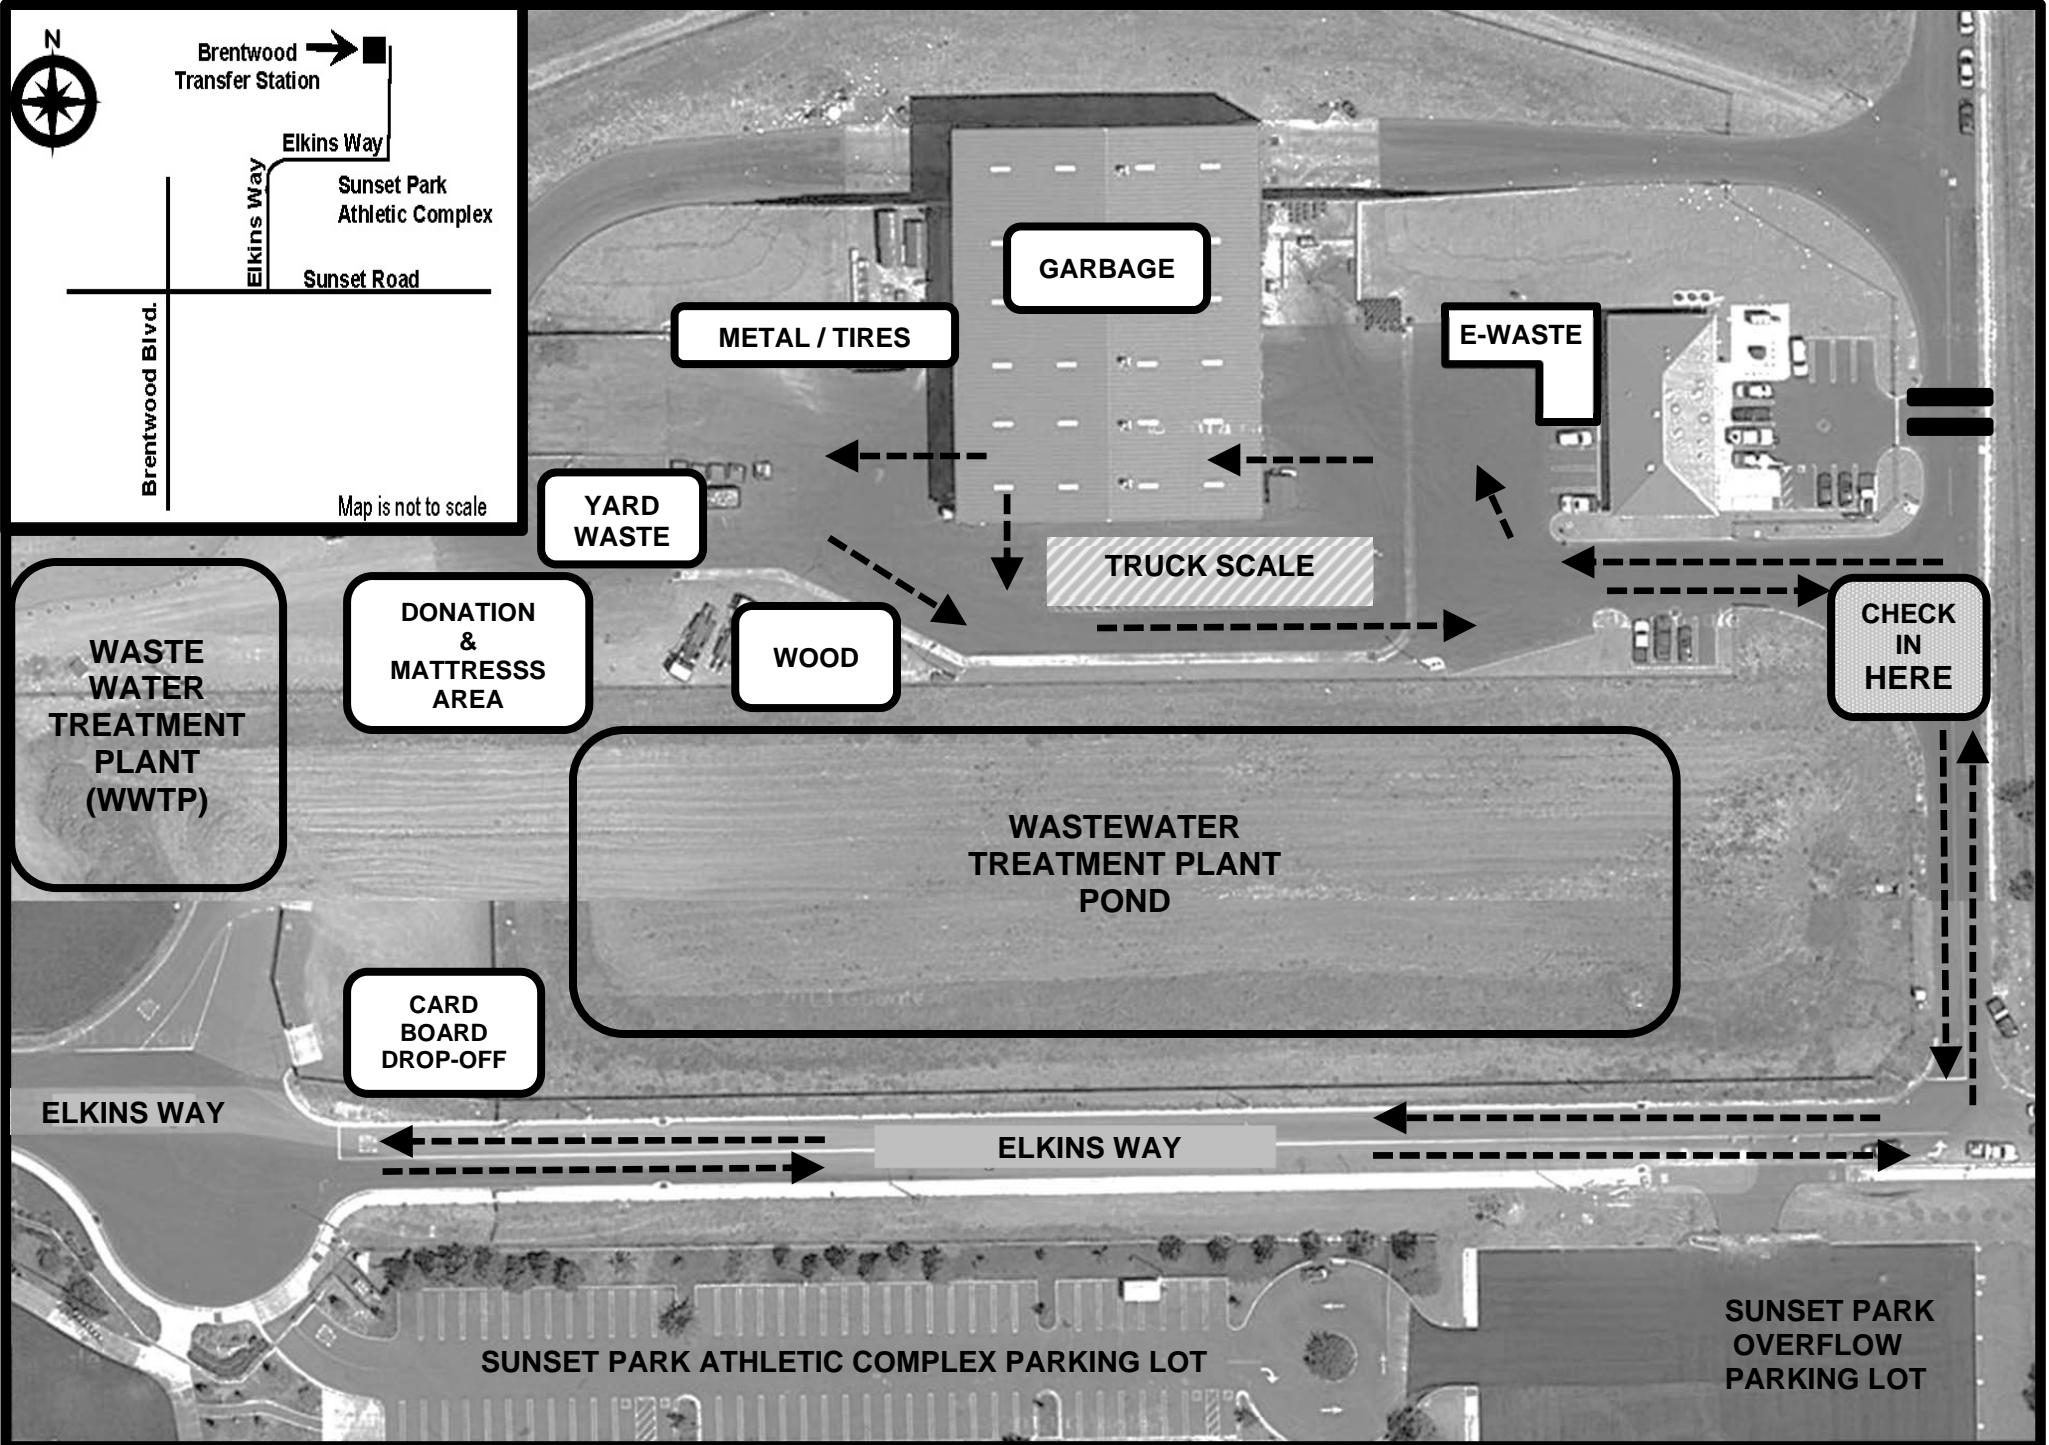 N
Brentwood
Transfer Station
Elkins Way
Elkins Way
Sunset Park
Athletic Complex
Sunset Road
Brentwood Blvd.
Map is not to scale
GARBAGE
METAL / TIRES
E-WASTE
YARD
WASTE
TRUCK SCALE
DONATION
&
MATTRESSS
AREA
WOOD
CHECK
IN
HERE
WASTE
WATER
TREATMENT
PLANT
(WWTP)
WASTEWATER
TREATMENT PLANT
POND
CARD
BOARD
DROP-OFF
ELKINS WAY
ELKINS WAY
SUNSET PARK ATHLETIC COMPLEX PARKING LOT
SUNSET PARK
OVERFLOW
PARKING LOT